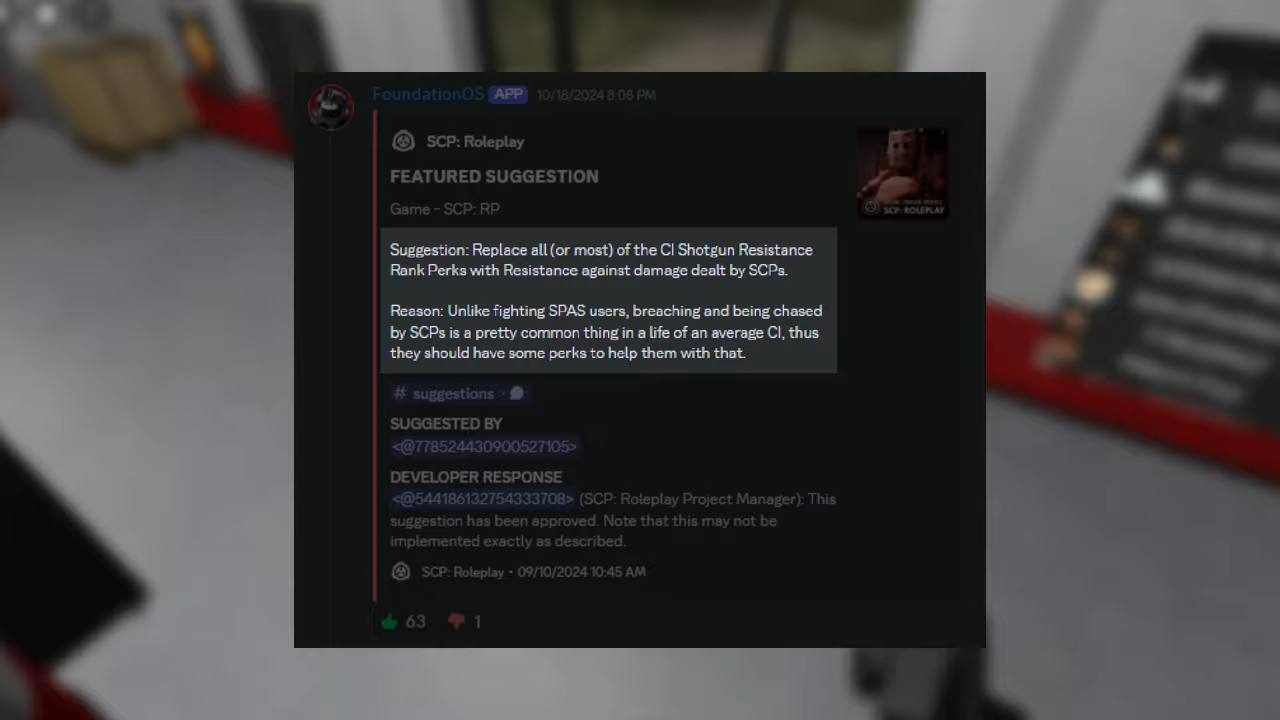 FoundationOS APP 10/18/2024 8:06 PM
SCP: Roleplay
FEATURED SUGGESTION
Game - SCP: RP
SCP: ROLEPLAY
Suggestion: Replace all (or most) of the CI Shotgun Resistance
Rank Perks with Resistance against damage dealt by SCPs.
Reason: Unlike fighting SPAS users, breaching and being chased
by SCPs is a pretty common thing in a life of an average CI, thus
they should have some perks to help them with that.
# suggestions ·
SUGGESTED BY
<@778524430900527105>
DEVELOPER RESPONSE
<@544186132754333708> (SCP: Roleplay Project Manager): This
suggestion has been approved. Note that this may not be
implemented exactly as described.
SCP: Roleplay • 09/10/2024 10:45 AM
63 1